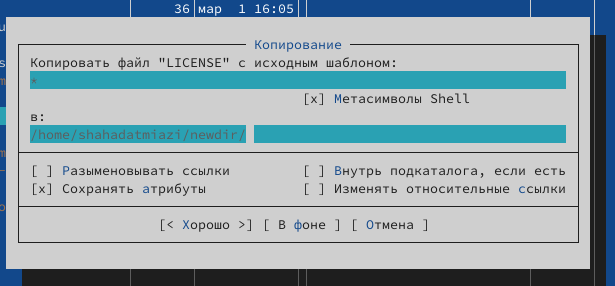 36 мар 1 16:05
Копирование
Копировать файл "LICENSE" с исходным шаблоном:
*
[x] Метасимволы Shell
в:
/home/shahadatmiazi/newdir/
[ ] Разыменовывать ссылки [ ] Внутрь подкаталога, если есть
[x] Сохранять атрибуты [ ] Изменять относительные ссылки
[< Хорошо >] [ В фоне ] [ Отмена ]